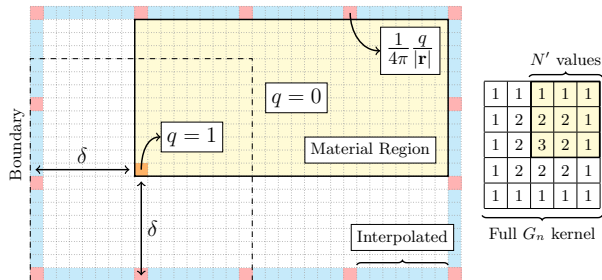 1/4π q/|r|
N′ values
q = 0
q = 1
Material Region
Boundary
δ
δ
Interpolated
1 1 1 1 1
1 2 2 2 1
1 2 3 2 1
1 2 2 2 1
1 1 1 1 1
Full Gₙ kernel